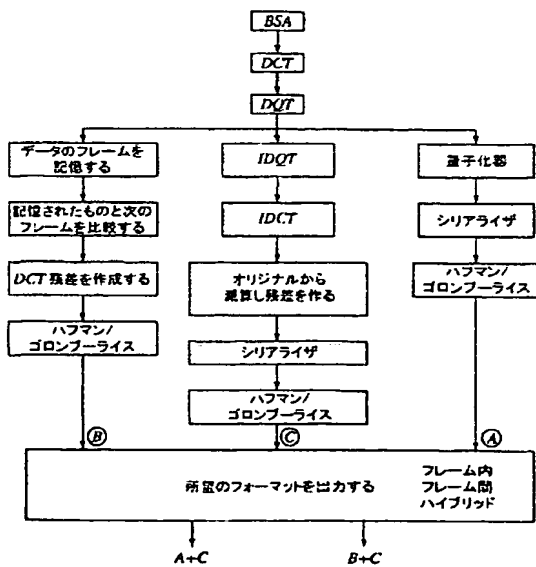 BSA
DCT
DQT
データのフレームを
記憶する
IDQT
量子化器
記憶されたものと次の
フレームを比較する
IDCT
シリアライザ
DCT 残差を作成する
オリジナルから
減算し残差を作る
ハフマン/
ゴロンブーライス
ハフマン/
ゴロンブーライス
シリアライザ
ハフマン/
ゴロンブーライス
B
C
A
所望のフォーマットを出力する
フレーム内
フレーム間
ハイブリッド
A+C
B+C